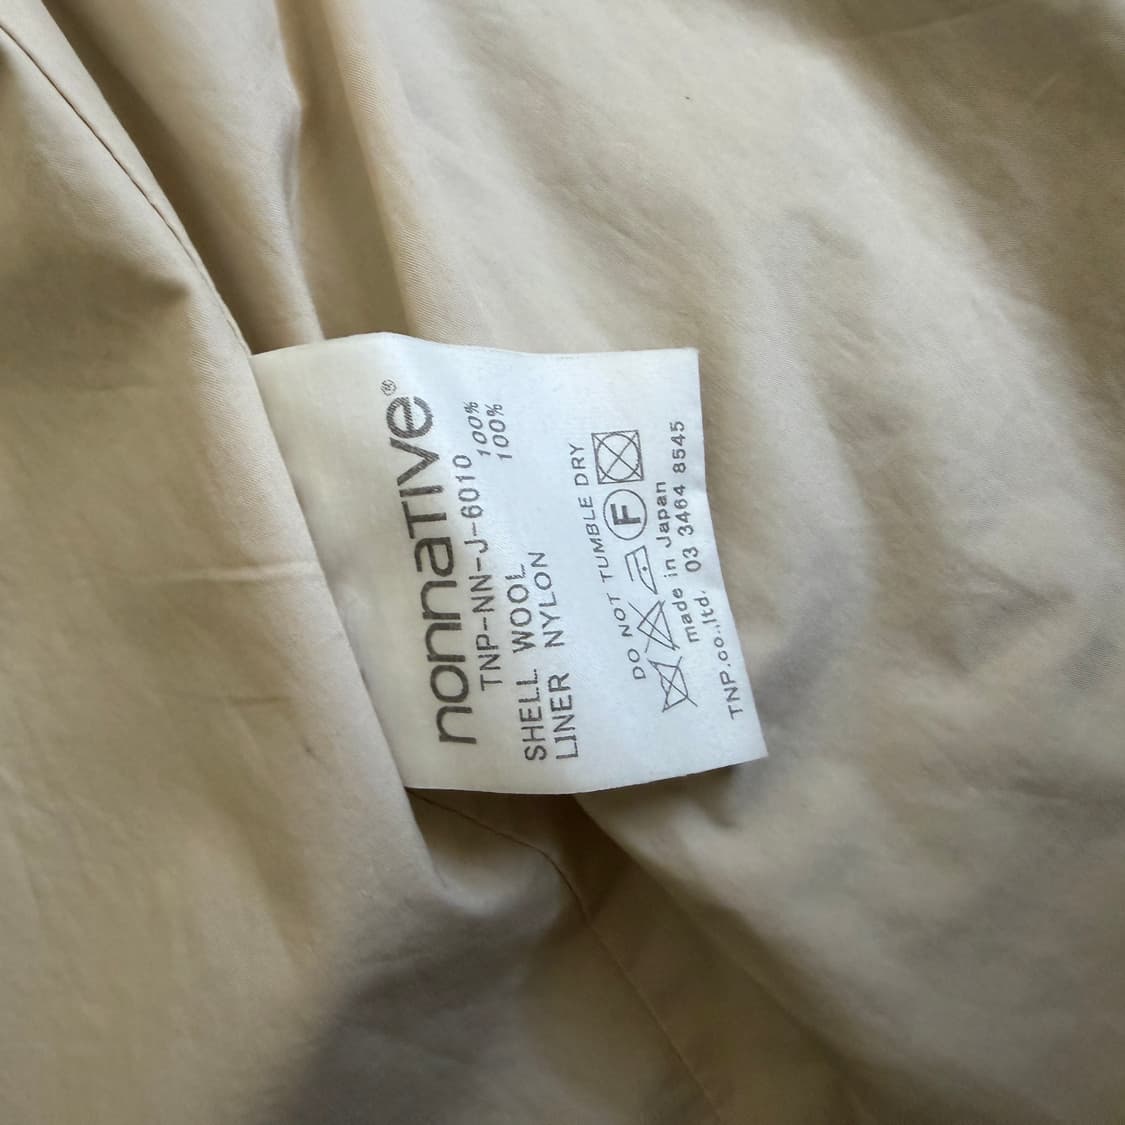 nonnative®
TNP-NN-J-6010
SHELL WOOL 100%
LINER NYLON 100%
DO NOT TUMBLE DRY
F
made in Japan
TNP.co.,ltd. 03 3464 8545